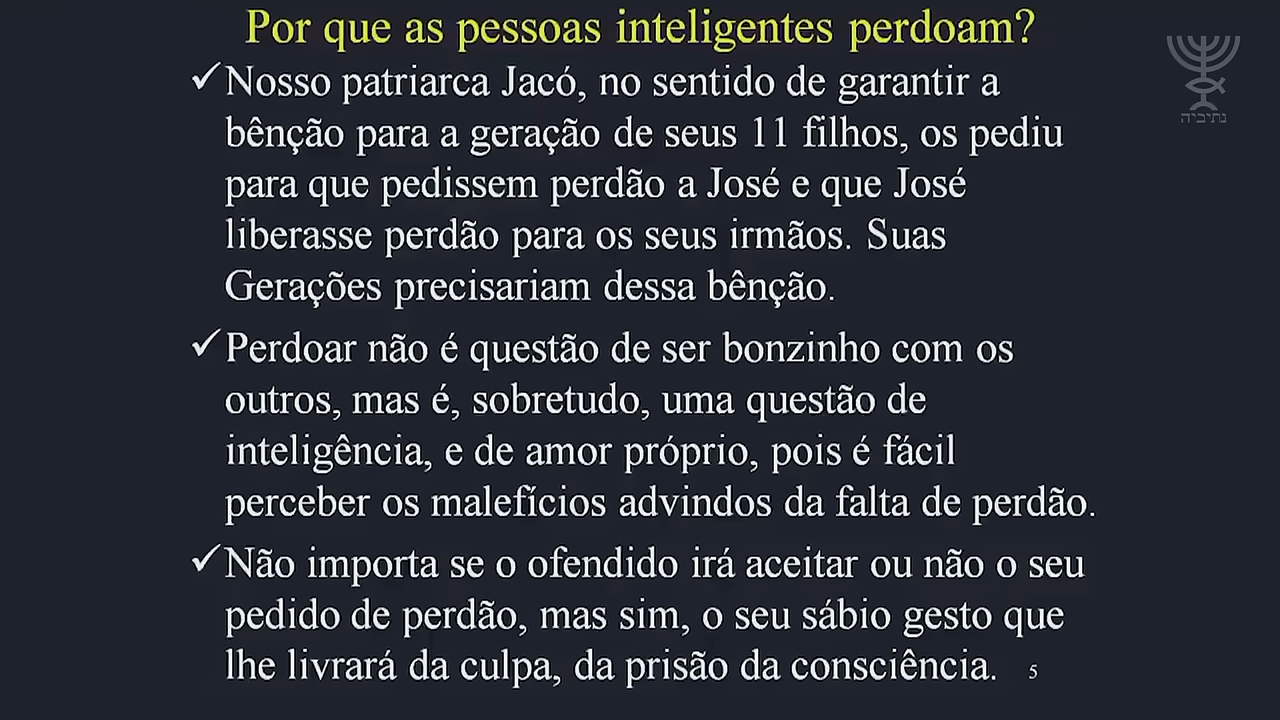 Por que as pessoas inteligentes perdoam?
✓Nosso patriarca Jacó, no sentido de garantir a
bênção para a geração de seus 11 filhos, os pediu
para que pedissem perdão a José e que José
liberasse perdão para os seus irmãos. Suas
Gerações precisariam dessa bênção.
✓Perdoar não é questão de ser bonzinho com os
outros, mas é, sobretudo, uma questão de
inteligência, e de amor próprio, pois é fácil
perceber os malefícios advindos da falta de perdão.
✓Não importa se o ofendido irá aceitar ou não o seu
pedido de perdão, mas sim, o seu sábio gesto que
lhe livrará da culpa, da prisão da consciência.
5
נתיביה